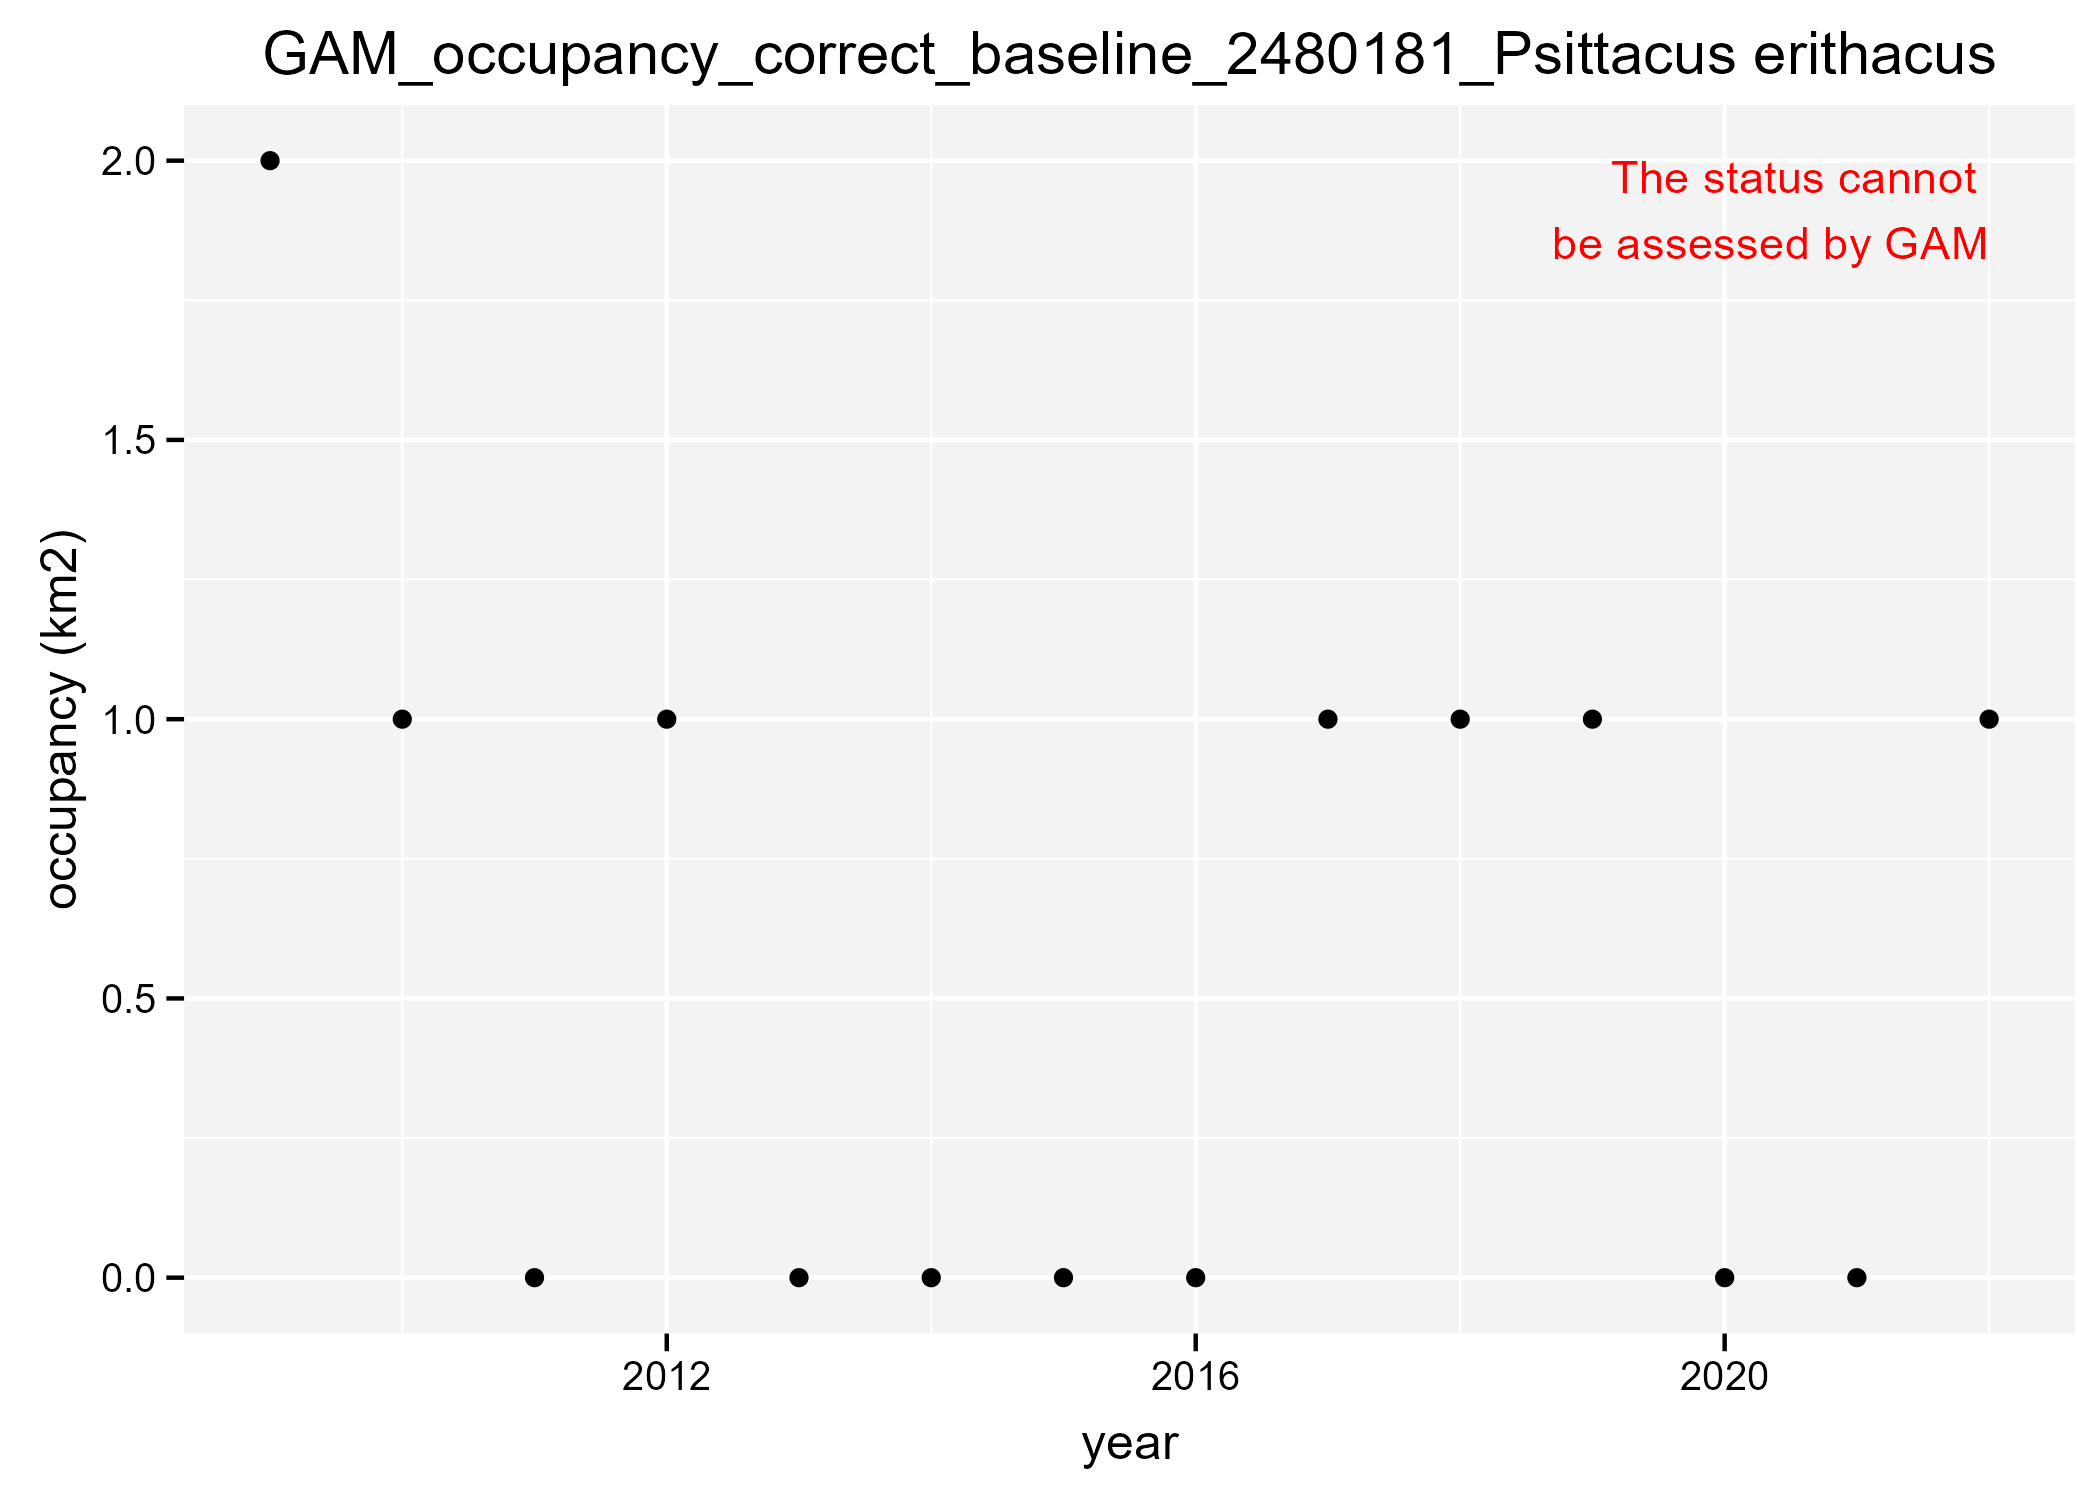 GAM_occupancy_correct_baseline_2480181_Psittacus erithacus
The status cannot
be assessed by GAM
2.0
1.5
1.0
0.5
0.0
occupancy (km2)
2012
2016
2020
year